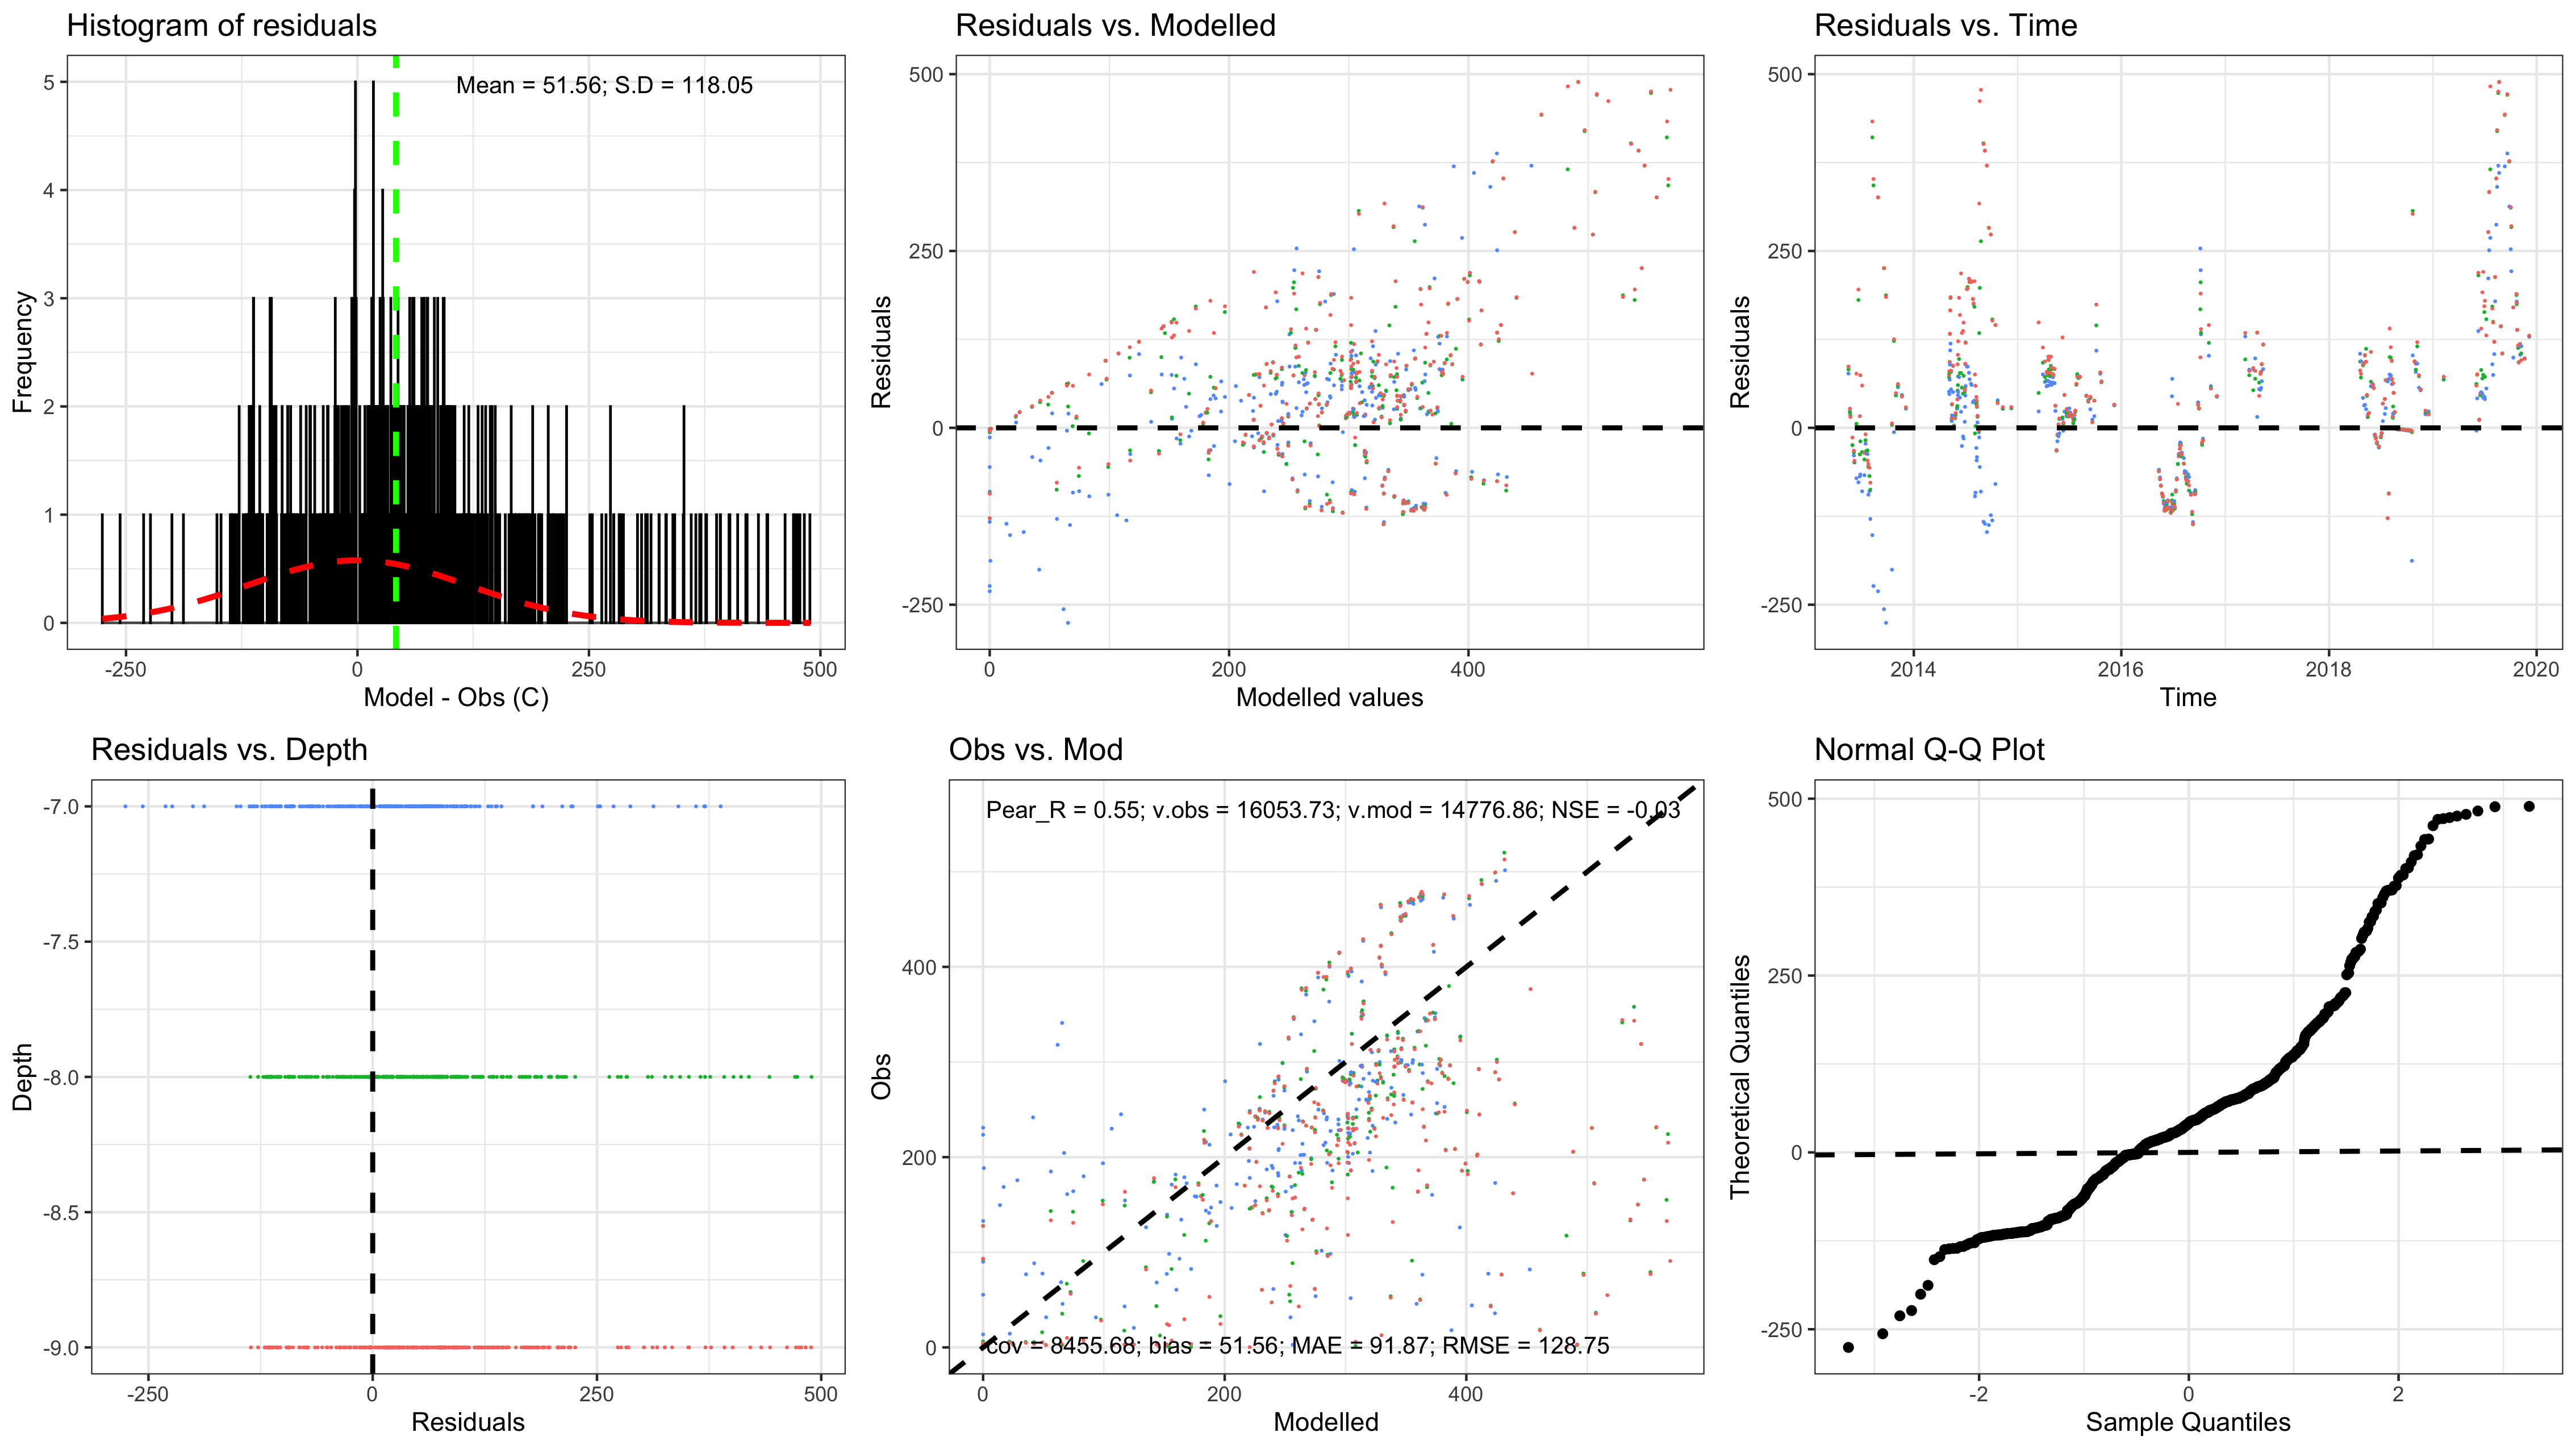 Histogram of residuals
Mean = 51.56; S.D = 118.05
Frequency
5
4
3
2
1
0
-250
0
250
500
Model - Obs (C)
Residuals vs. Modelled
Residuals
500
250
0
-250
0
200
400
Modelled values
Residuals vs. Time
Residuals
500
250
0
-250
2014
2016
2018
2020
Time
Residuals vs. Depth
Depth
-7.0
-7.5
-8.0
-8.5
-9.0
-250
0
250
500
Residuals
Obs vs. Mod
Pear_R = 0.55; v.obs = 16053.73; v.mod = 14776.86; NSE = -0.03
Obs
400
200
0
cov = 8455.68; bias = 51.56; MAE = 91.87; RMSE = 128.75
0
200
400
Modelled
Normal Q-Q Plot
Theoretical Quantiles
500
250
0
-250
-2
0
2
Sample Quantiles